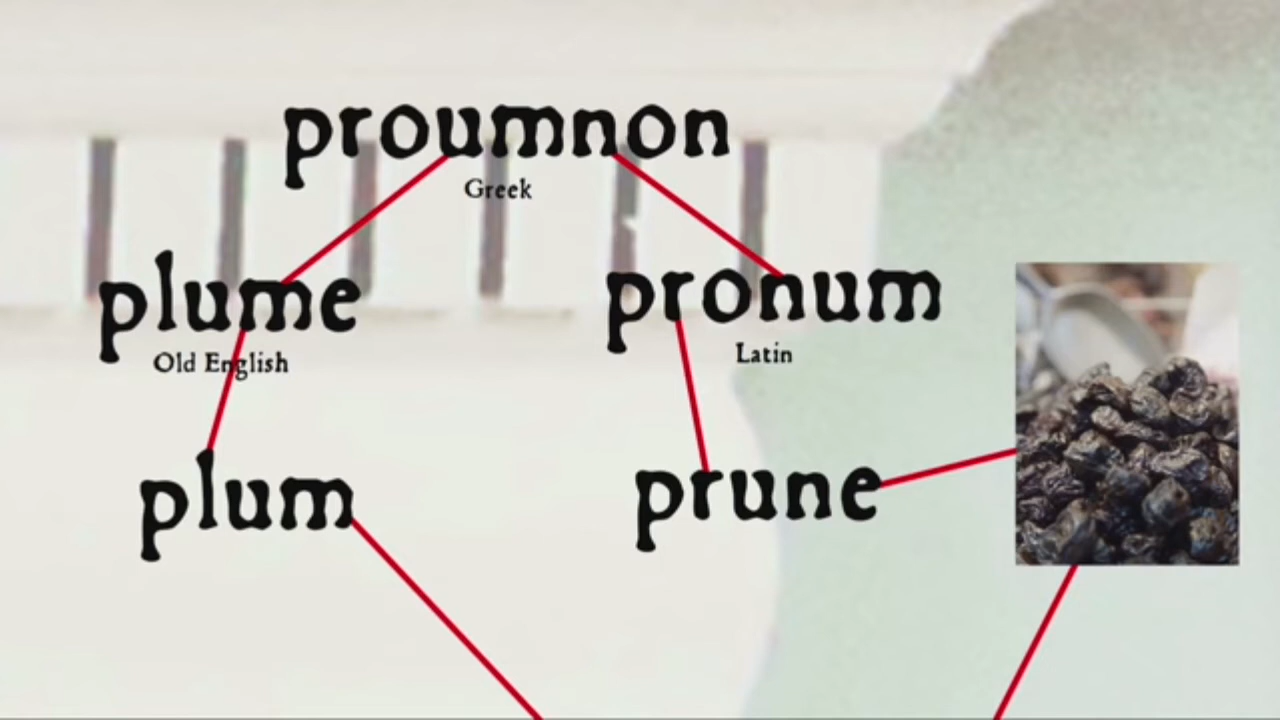 proumnon
Greek
plume
Old English
pronum
Latin
plum
prune